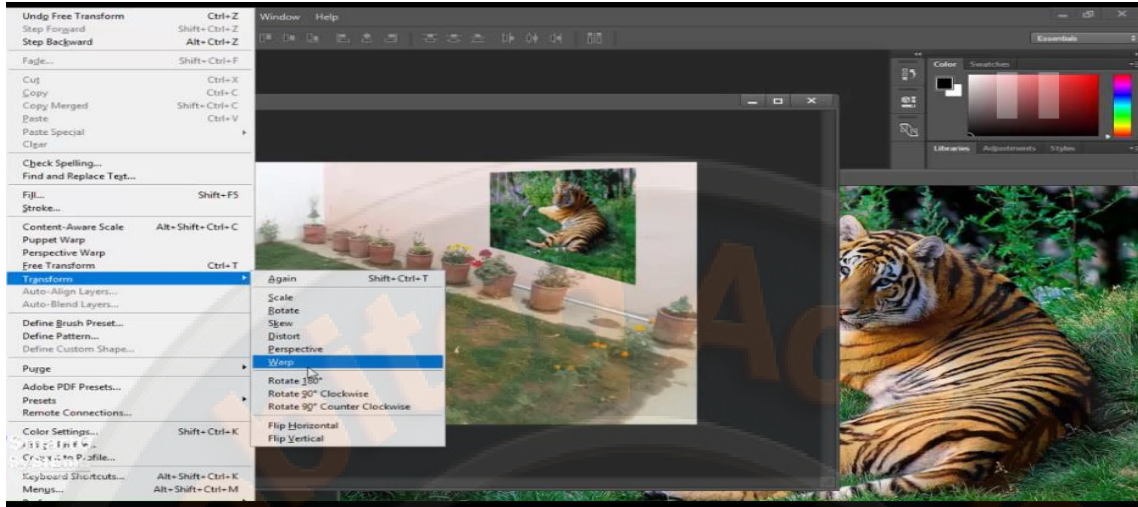 Undo Free Transform Ctrl+Z
Step Forward Shift+Ctrl+Z
Step Backward Alt+Ctrl+Z
Fade... Shift+Ctrl+F
Cut Ctrl+X
Copy Ctrl+C
Copy Merged Shift+Ctrl+C
Paste Ctrl+V
Paste Special
Clear
Check Spelling...
Find and Replace Text...
Fill... Shift+F5
Stroke...
Content-Aware Scale Alt+Shift+Ctrl+C
Puppet Warp
Perspective Warp
Free Transform Ctrl+T
Transform
Auto-Align Layers...
Auto-Blend Layers...
Define Brush Preset...
Define Pattern...
Define Custom Shape...
Purge
Adobe PDF Presets...
Presets
Remote Connections...
Color Settings... Shift+Ctrl+K
to Profile...
Keyboard Shortcuts... Alt+Shift+Ctrl+K
Menus... Alt+Shift+Ctrl+M
Window Help
Essentials
Color Swatches
Libraries Adjustments Styles
Again Shift+Ctrl+T
Scale
Rotate
Skew
Distort
Perspective
Warp
Rotate 180°
Rotate 90° Clockwise
Rotate 90° Counter Clockwise
Flip Horizontal
Flip Vertical